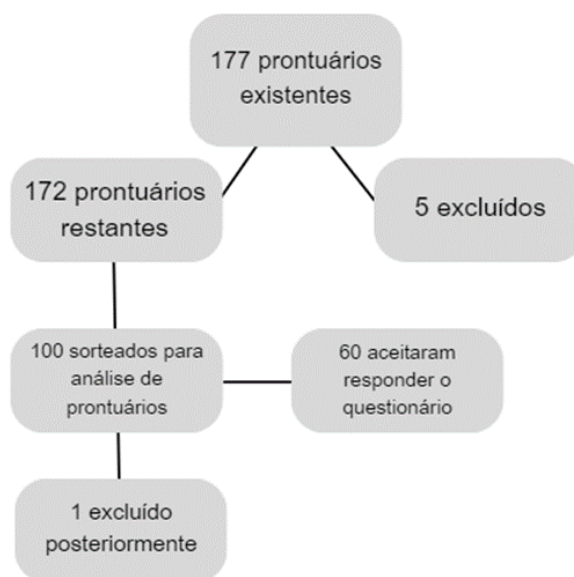 177 prontuários
existentes
172 prontuários
restantes
5 excluídos
100 sorteados para
análise de
prontuários
60 aceitaram
responder o
questionário
1 excluído
posteriormente